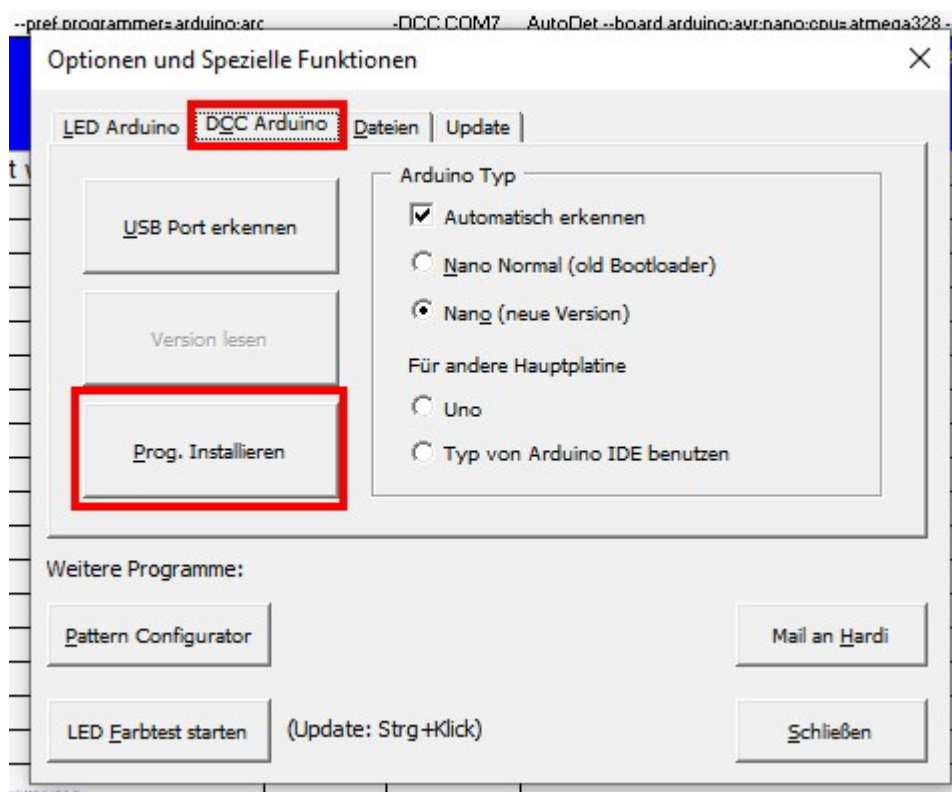 --pref programmer=arduino:arc -DCC COM7 AutoDet --board arduino:avr:nano:cpu=atmega328 -
Optionen und Spezielle Funktionen
LED Arduino DCC Arduino Dateien Update
USB Port erkennen
Version lesen
Prog. Installieren
Arduino Typ
Automatisch erkennen
Nano Normal (old Bootloader)
Nano (neue Version)
Für andere Hauptplatine
Uno
Typ von Arduino IDE benutzen
Weitere Programme:
Pattern Configurator
Mail an Hardi
LED Farbtest starten (Update: Strg+Klick)
Schließen